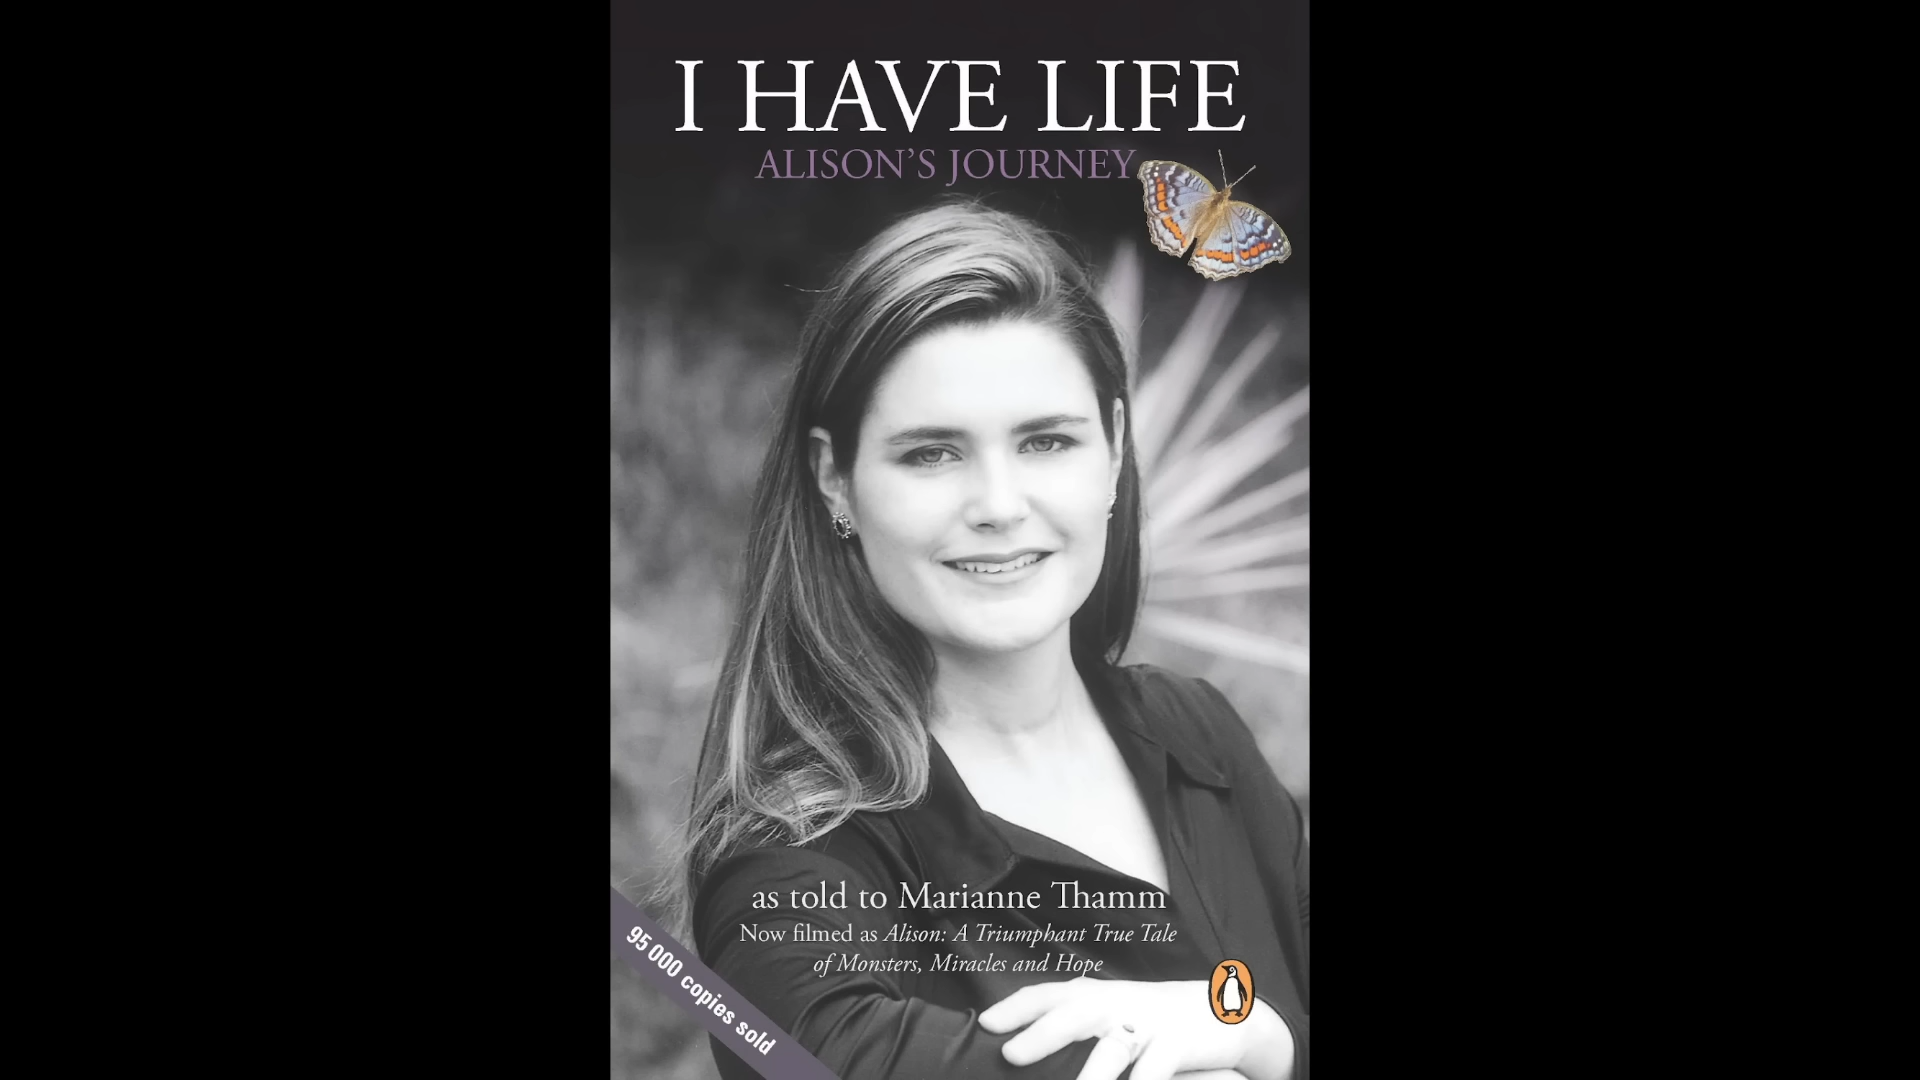 I HAVE LIFE
ALISON'S JOURNEY
as told to Marianne Thamm
Now filmed as Alison: A Triumphant True Tale
of Monsters, Miracles and Hope
95 000 copies sold